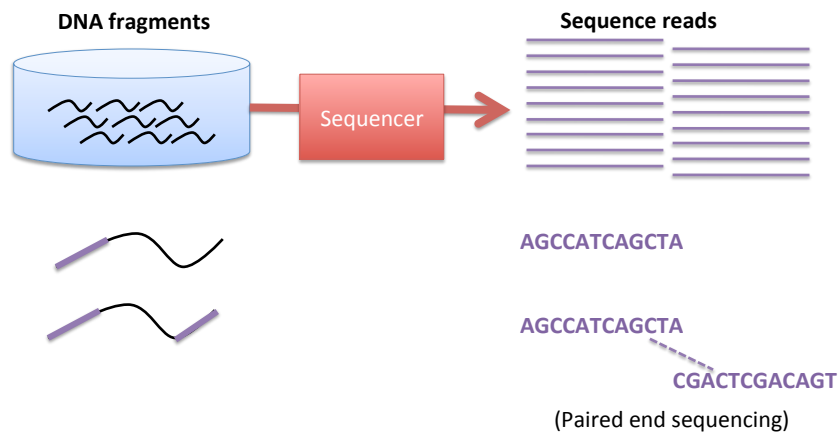 DNA fragments
Sequence reads
Sequencer
AGCCATCAGCTA
AGCCATCAGCTA
CGACTCGACAGT
(Paired end sequencing)